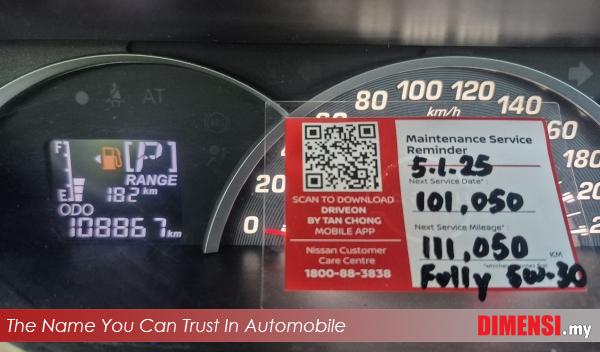 AT
F
[P]
RANGE
E 182 km
ODO
108867 km
0
20
80
100
120
140
160
180
km/h
SCAN TO DOWNLOAD
DRIVEON
BY TAN CHONG
MOBILE APP
Nissan Customer
Care Centre
1800-88-3838
Maintenance Service
Reminder
5.1.25
Next Service Date*:
101,050
Next Service Mileage*:
111,050 KM
Fully 5W-30
The Name You Can Trust In Automobile
DIMENSI.my